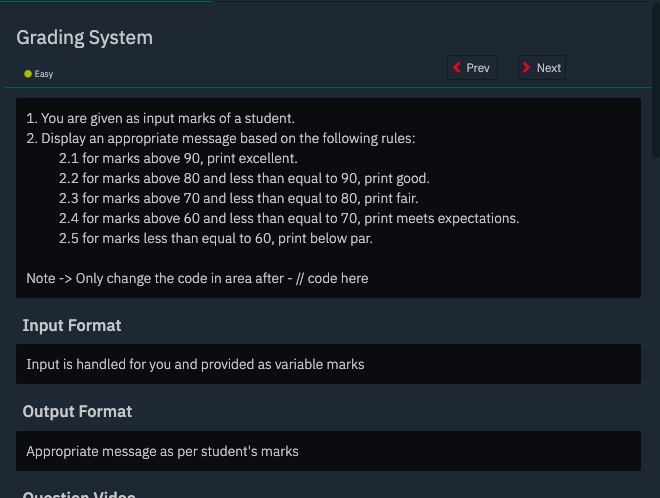 Grading System
Easy
Prev
Next
1. You are given as input marks of a student.
2. Display an appropriate message based on the following rules:
2.1 for marks above 90, print excellent.
2.2 for marks above 80 and less than equal to 90, print good.
2.3 for marks above 70 and less than equal to 80, print fair.
2.4 for marks above 60 and less than equal to 70, print meets expectations.
2.5 for marks less than equal to 60, print below par.
Note -> Only change the code in area after - // code here
Input Format
Input is handled for you and provided as variable marks
Output Format
Appropriate message as per student's marks
Question Video